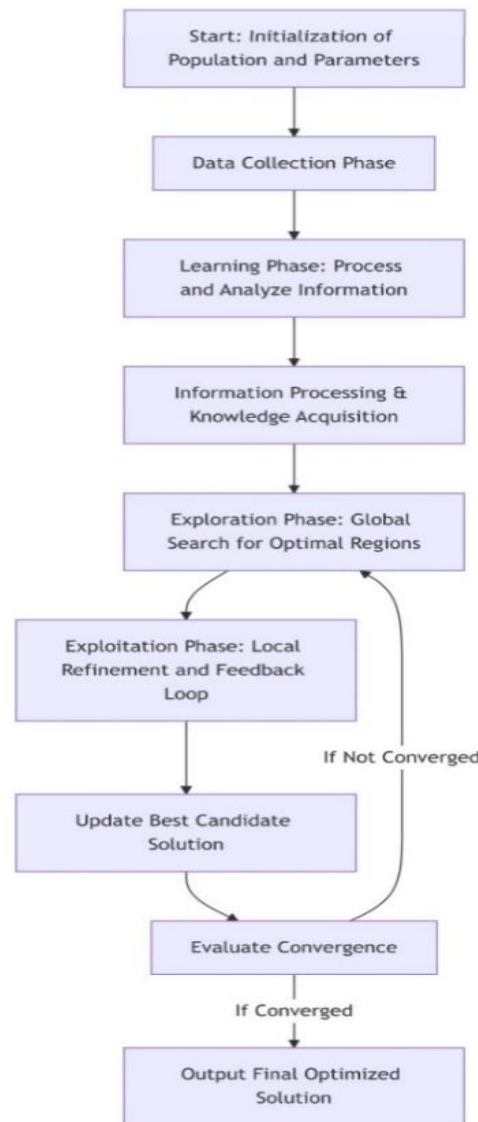 Start: Initialization of
Population and Parameters
Data Collection Phase
Learning Phase: Process
and Analyze Information
Information Processing &
Knowledge Acquisition
Exploration Phase: Global
Search for Optimal Regions
Exploitation Phase: Local
Refinement and Feedback
Loop
If Not Converged
Update Best Candidate
Solution
Evaluate Convergence
If Converged
Output Final Optimized
Solution